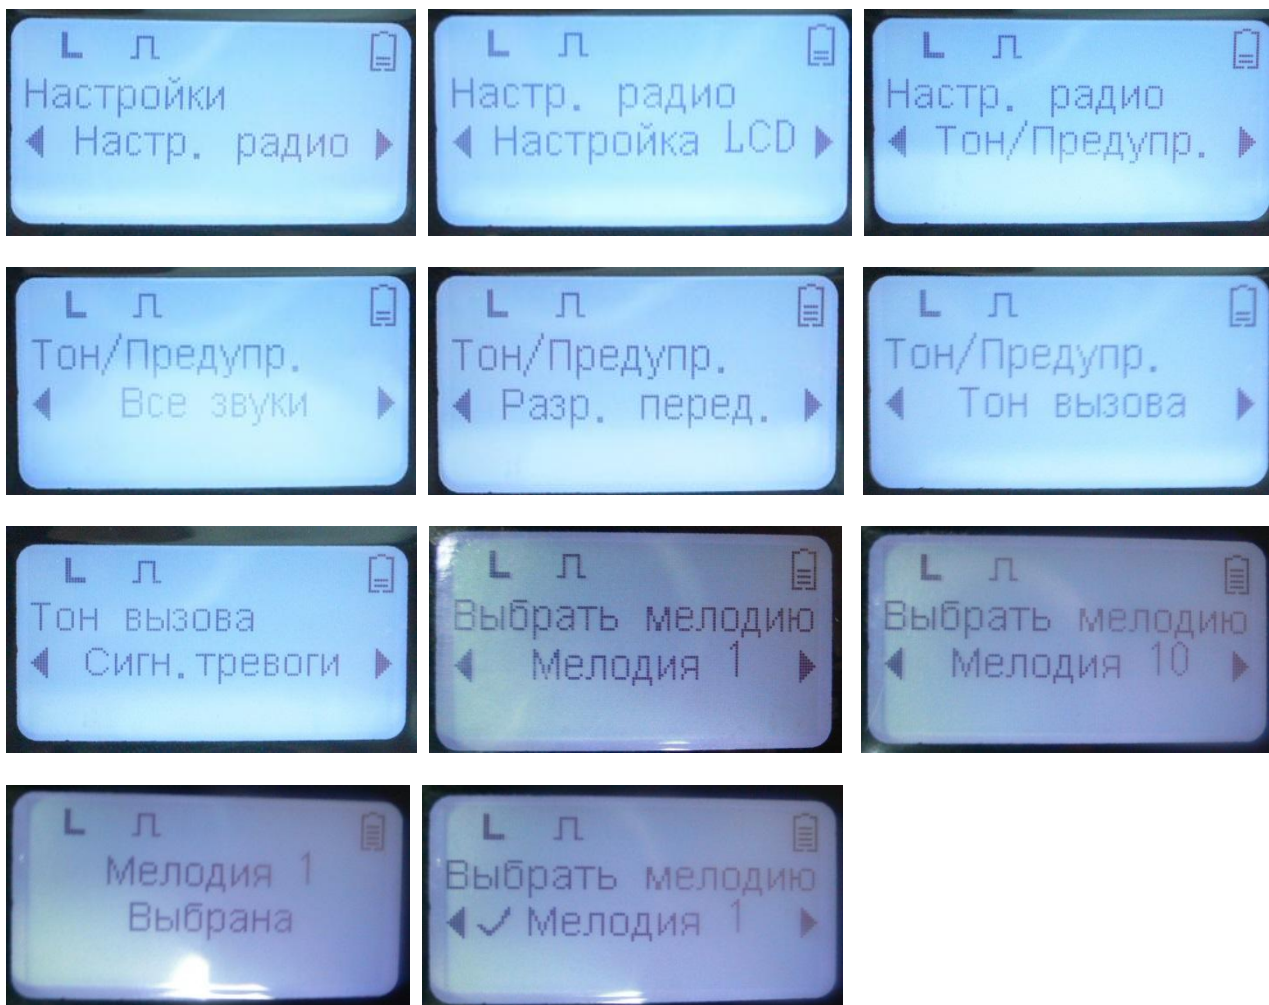 L
Настройки
Настр. радио
L
Настр. радио
Настройка LCD
L
Настр. радио
Тон/Предупр.
L
Тон/Предупр.
Все звуки
L
Тон/Предупр.
Разр. перед.
L
Тон/Предупр.
Тон вызова
L
Тон вызова
Сигн.тревоги
L
Выбрать мелодию
Мелодия 1
L
Выбрать мелодию
Мелодия 10
L
Мелодия 1
Выбрана
L
Выбрать мелодию
Мелодия 1